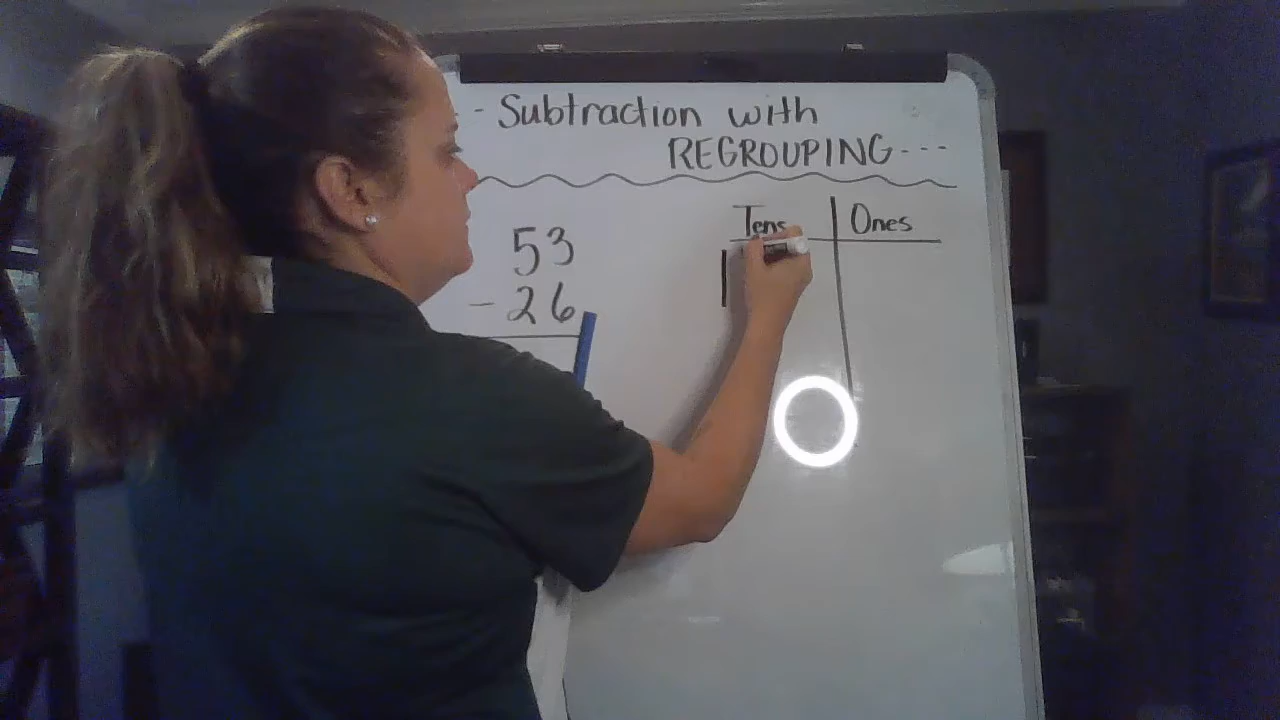 - Subtraction with
REGROUPING---
Tens Ones
53
- 26